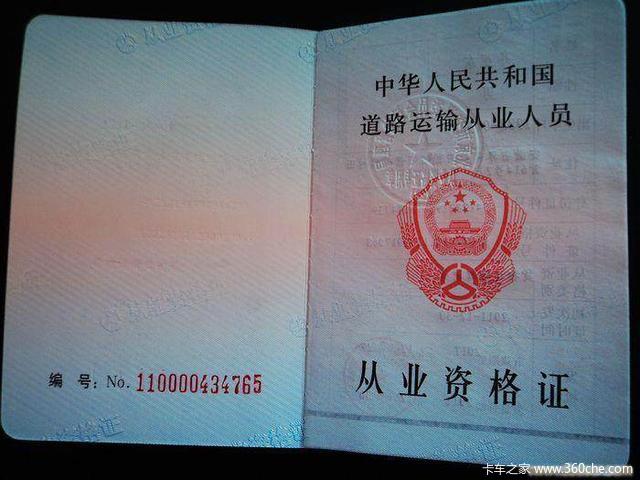 编 号: No. 110000434765
中华人民共和国
道路运输从业人员
从业资格证
卡车之家 www.360che.com